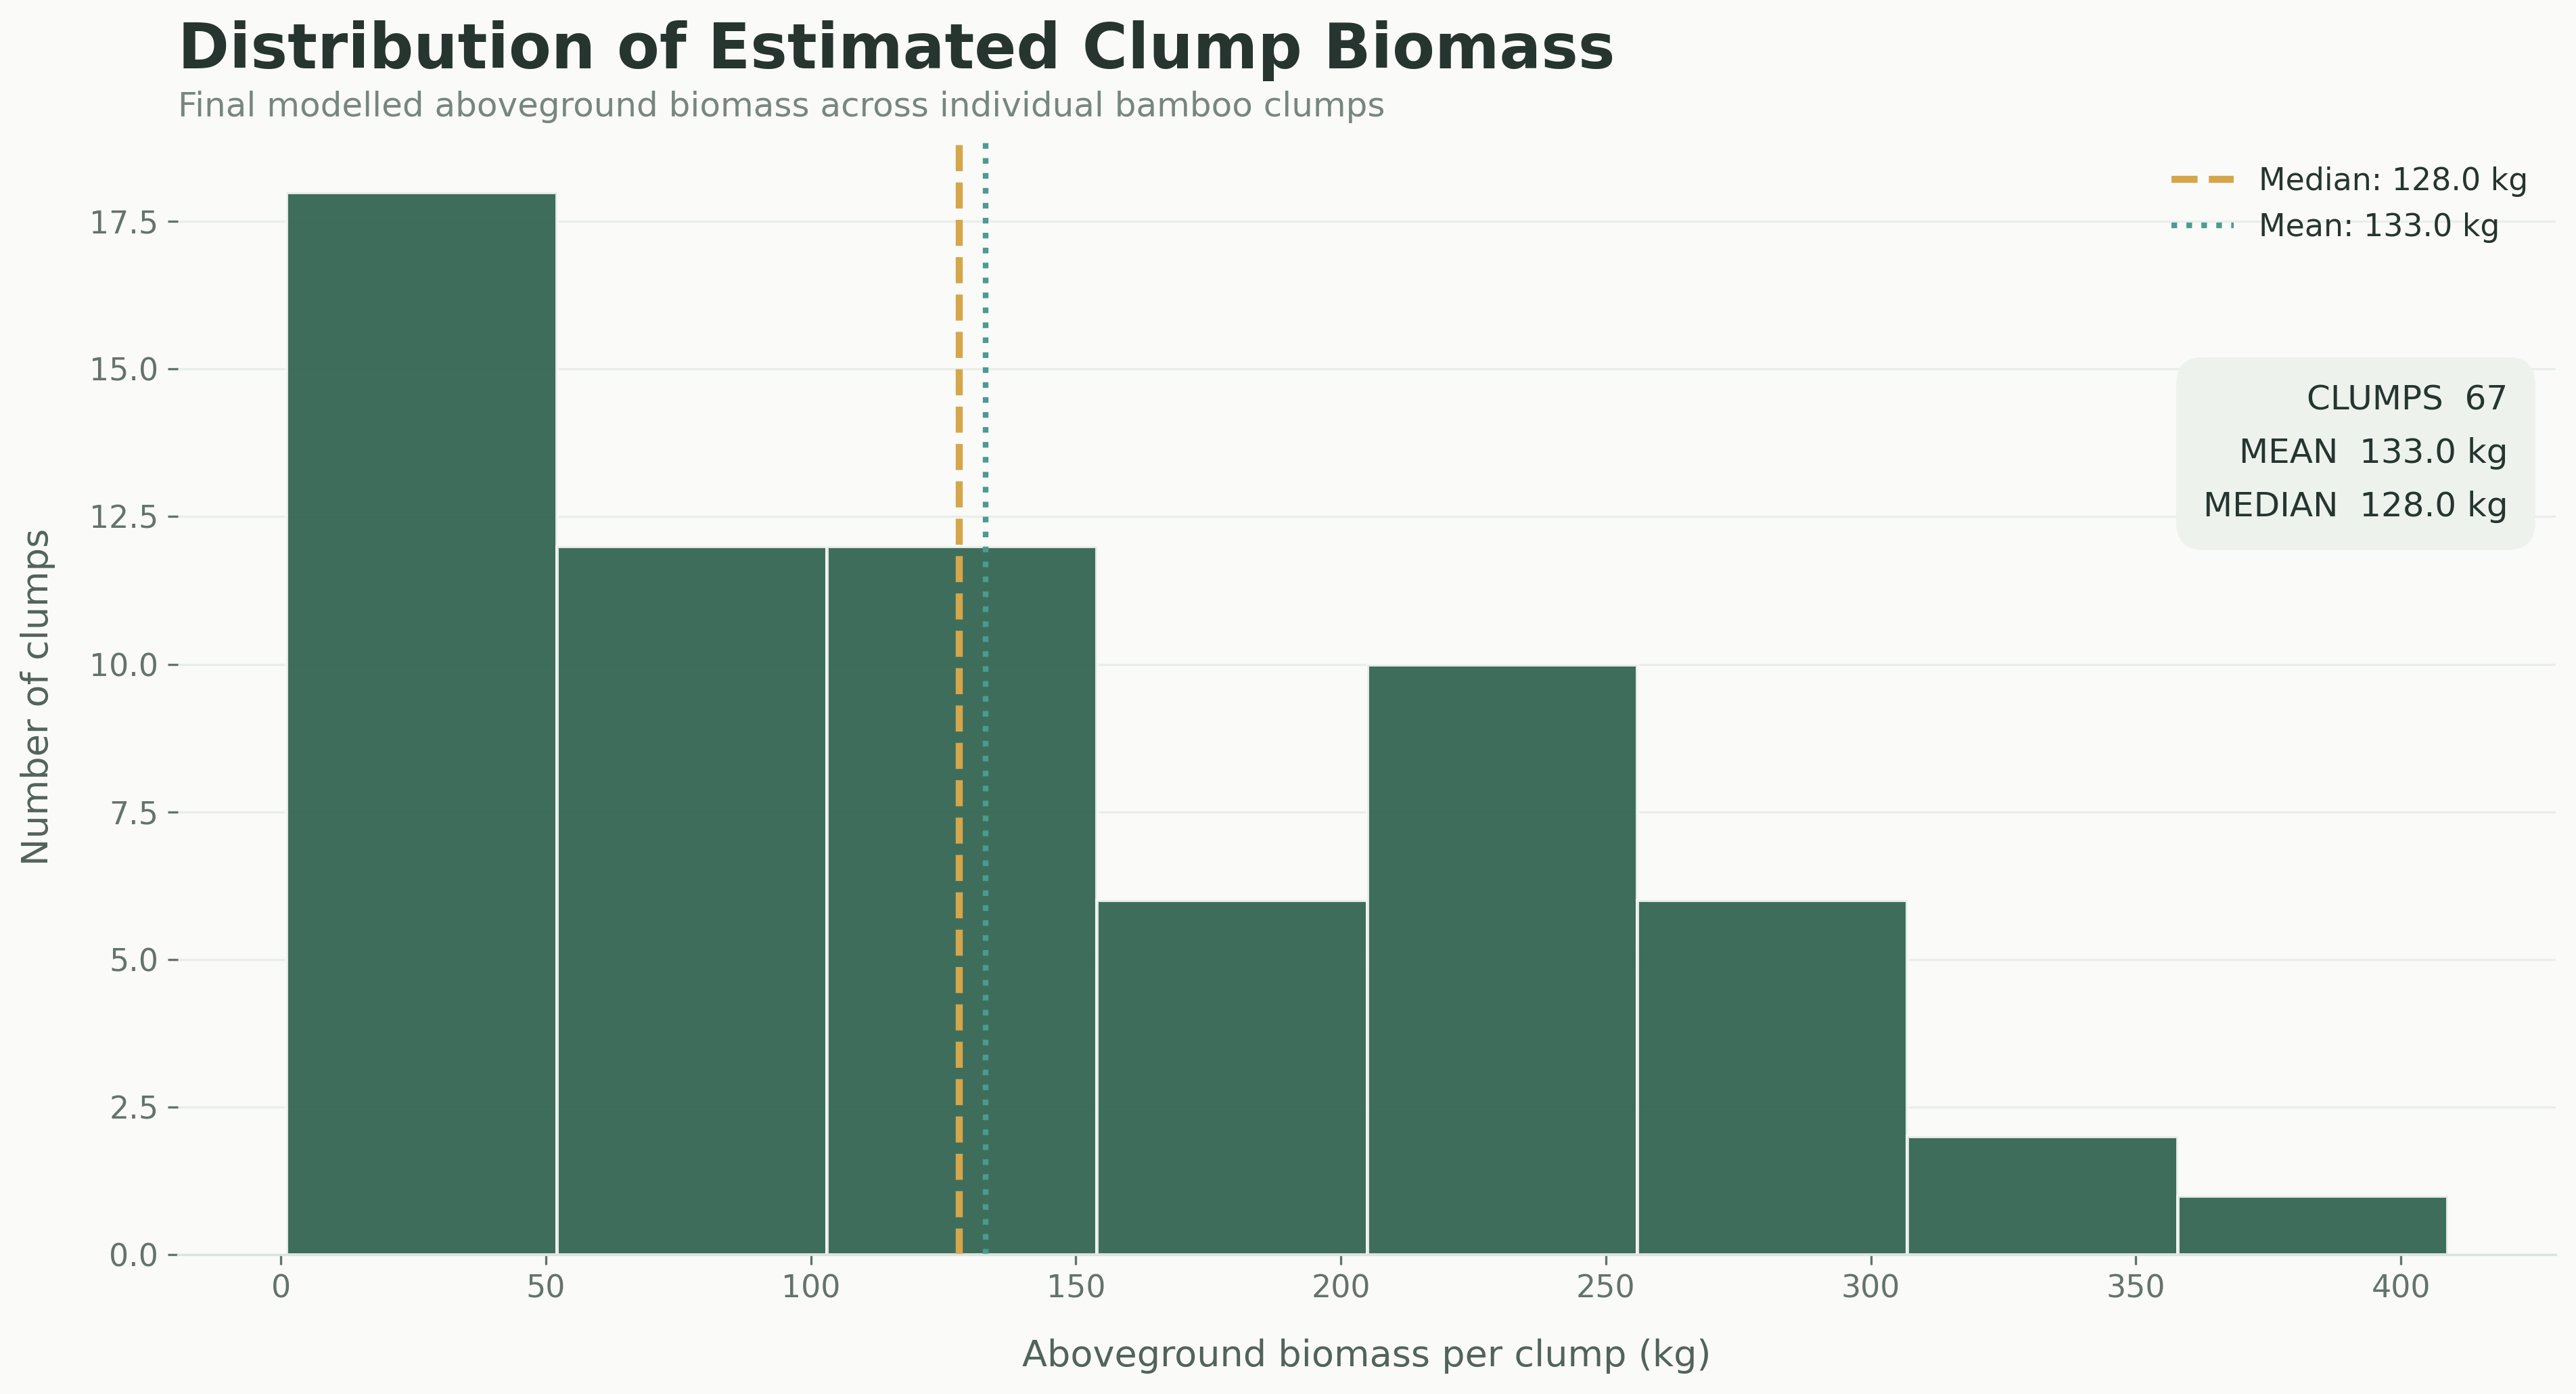 Distribution of Estimated Clump Biomass
Final modelled aboveground biomass across individual bamboo clumps
Median: 128.0 kg
Mean: 133.0 kg
CLUMPS 67
MEAN 133.0 kg
MEDIAN 128.0 kg
Number of clumps
17.5
15.0
12.5
10.0
7.5
5.0
2.5
0.0
0 50 100 150 200 250 300 350 400
Aboveground biomass per clump (kg)